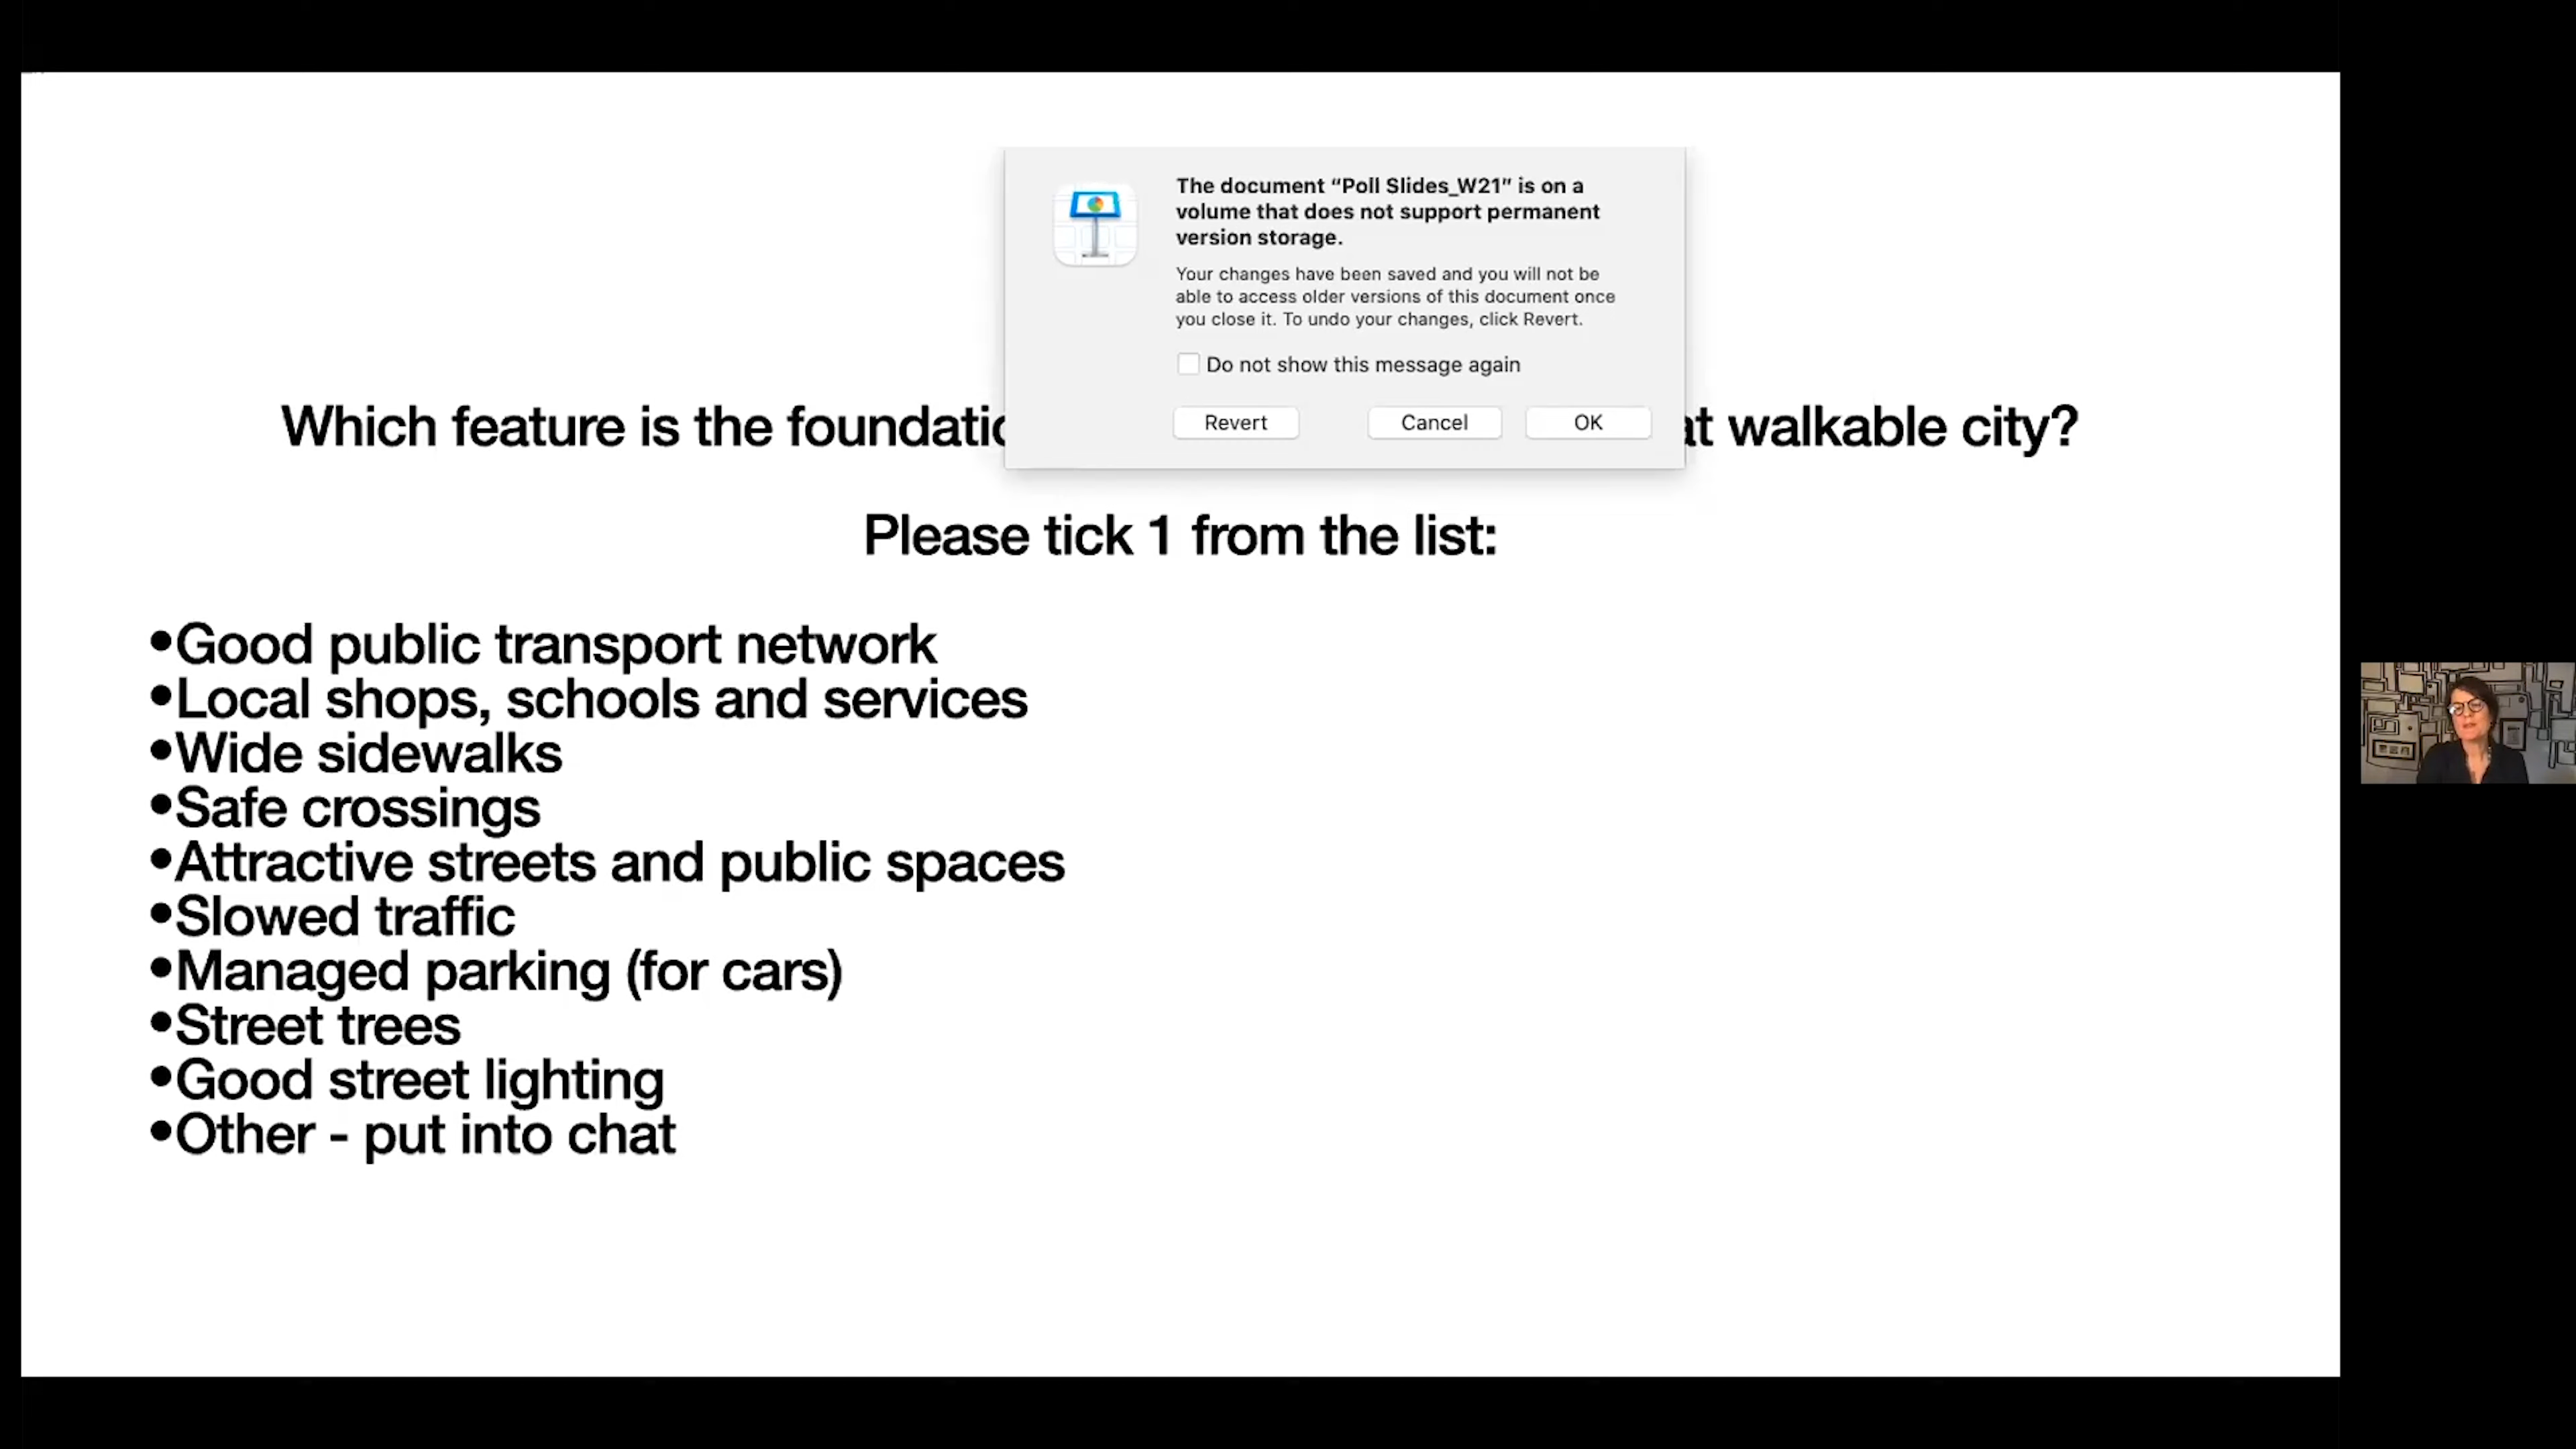 The document “Poll Slides_W21” is on a
volume that does not support permanent
version storage.
Your changes have been saved and you will not be
able to access older versions of this document once
you close it. To undo your changes, click Revert.
Do not show this message again
Revert Cancel OK
Which feature is the walkable city?
Please tick 1 from the list:
•Good public transport network
•Local shops, schools and services
•Wide sidewalks
•Safe crossings
•Attractive streets and public spaces
•Slowed traffic
•Managed parking (for cars)
•Street trees
•Good street lighting
•Other - put into chat